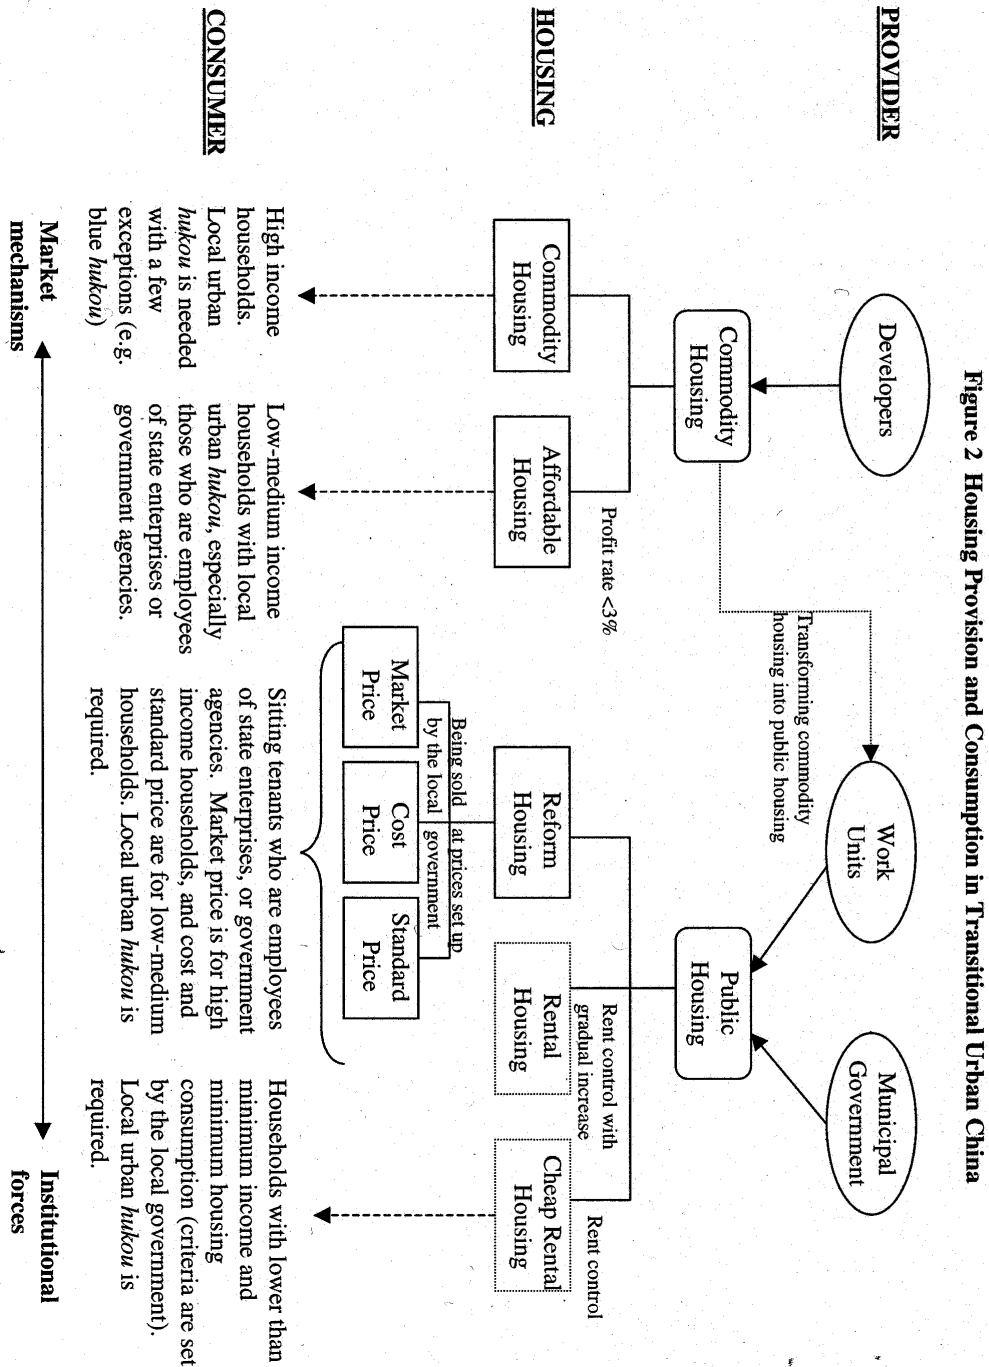 Figure 2 Housing Provision and Consumption in Transitional Urban China
PROVIDER
Developers
Work
Units
Municipal
Government
Transforming commodity
housing into public housing
Commodity
Housing
Public
Housing
HOUSING
Profit rate <3%
Rent control with
gradual increase
Rent control
Commodity
Housing
Affordable
Housing
Reform
Housing
Rental
Housing
Cheap Rental
Housing
Being sold at prices set up
by the local government
Market
Price
Cost
Price
Standard
Price
CONSUMER
High income
households.
Local urban
hukou is needed
with a few
exceptions (e.g.
blue hukou)
Low-medium income
households with local
urban hukou, especially
those who are employees
of state enterprises or
government agencies.
Sitting tenants who are employees
of state enterprises, or government
agencies. Market price is for high
income households, and cost and
standard price are for low-medium
households. Local urban hukou is
required.
Households with lower than
minimum income and
minimum housing
consumption (criteria are set
by the local government).
Local urban hukou is
required.
Market
mechanisms
Institutional
forces